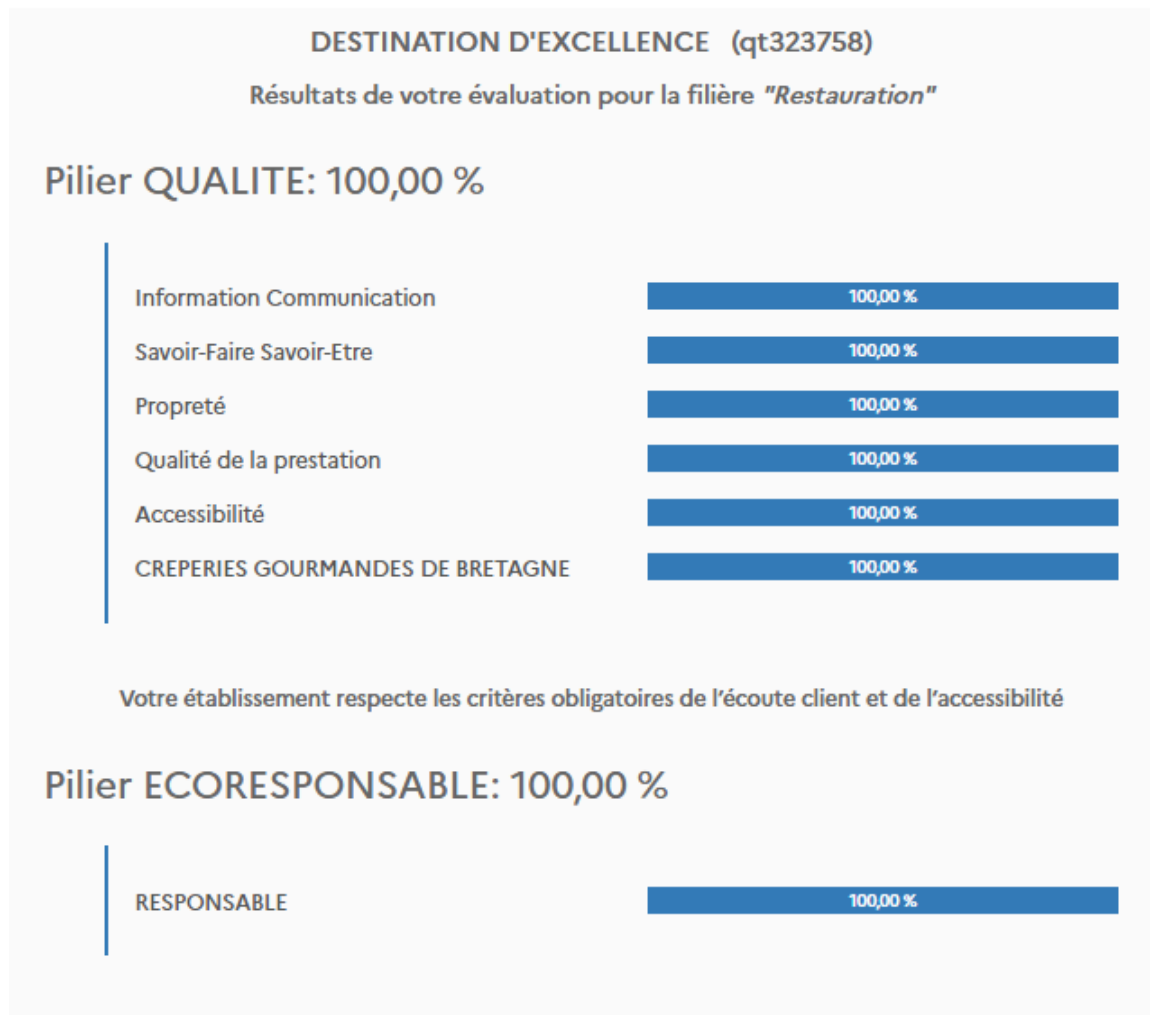 DESTINATION D'EXCELLENCE (qt323758)
Résultats de votre évaluation pour la filière "Restauration"
Pilier QUALITE: 100,00 %
Information Communication 100,00 %
Savoir-Faire Savoir-Etre 100,00 %
Propreté 100,00 %
Qualité de la prestation 100,00 %
Accessibilité 100,00 %
CREPERIES GOURMANDES DE BRETAGNE 100,00 %
Votre établissement respecte les critères obligatoires de l’écoute client et de l’accessibilité
Pilier ECORESPONSABLE: 100,00 %
RESPONSABLE 100,00 %